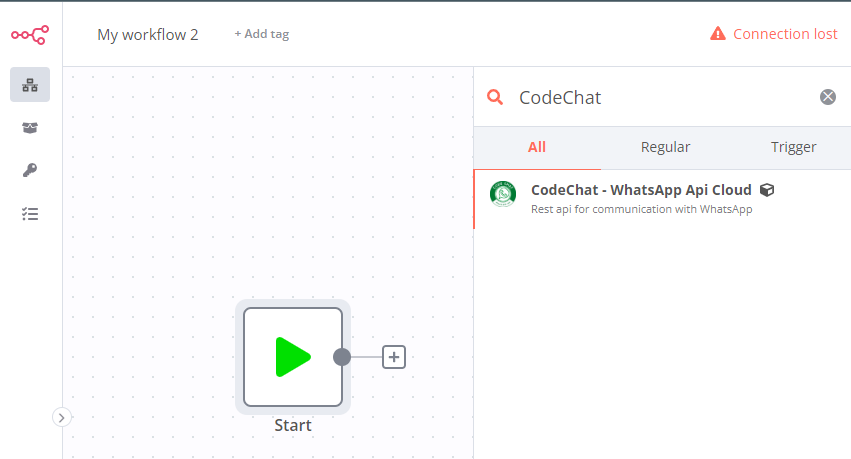 My workflow 2
+ Add tag
Connection lost
CodeChat
All
Regular
Trigger
CodeChat - WhatsApp Api Cloud
Rest api for communication with WhatsApp
Start